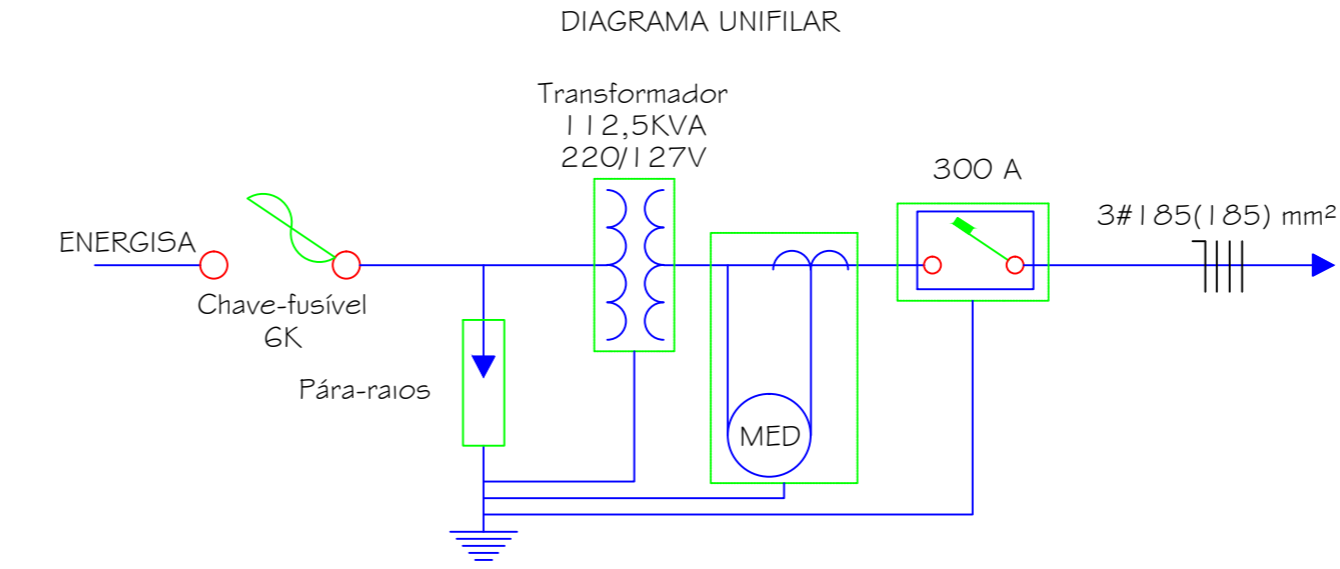 DIAGRAMA UNIFILAR
Transformador
112,5KVA
220/127V
300 A
3#185(185) mm²
ENERGISA
Chave-fusível
6K
Pára-raios
MED